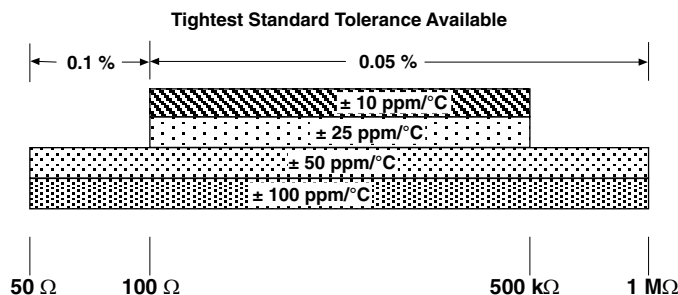 Tightest Standard Tolerance Available
0.1 % 0.05 %
± 10 ppm/°C
± 25 ppm/°C
± 50 ppm/°C
± 100 ppm/°C
50 Ω 100 Ω 500 kΩ 1 MΩ